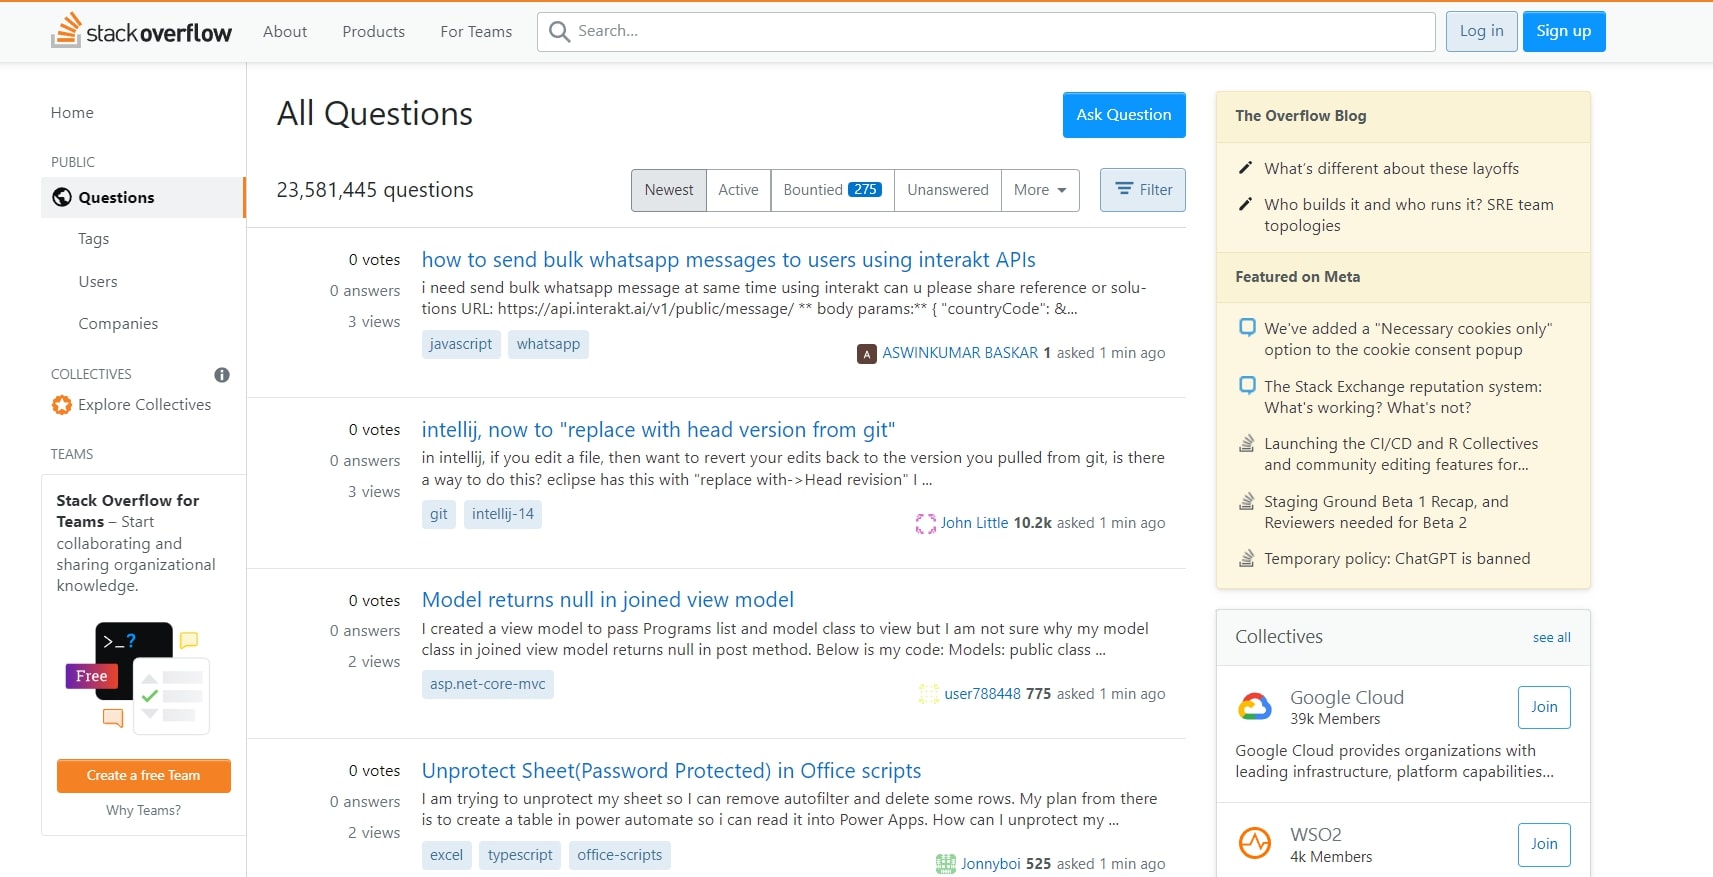 stack overflow
About
Products
For Teams
Search...
Log in
Sign up
Home
PUBLIC
Questions
Tags
Users
Companies
COLLECTIVES
Explore Collectives
TEAMS
Stack Overflow for
Teams – Start
collaborating and
sharing organizational
knowledge.
>_?
Free
Create a free Team
Why Teams?
All Questions
Ask Question
23,581,445 questions
Newest
Active
Bountied 275
Unanswered
More
Filter
0 votes
0 answers
3 views
how to send bulk whatsapp messages to users using interakt APIs
i need send bulk whatsapp message at same time using interakt can u please share reference or solu-
tions URL: https://api.interakt.ai/v1/public/message/ ** body params:** { "countryCode": &...
javascript whatsapp
A ASWINKUMAR BASKAR 1 asked 1 min ago
0 votes
0 answers
3 views
intellij, now to "replace with head version from git"
in intellij, if you edit a file, then want to revert your edits back to the version you pulled from git, is there
a way to do this? eclipse has this with "replace with->Head revision" I ...
git intellij-14
John Little 10.2k asked 1 min ago
0 votes
0 answers
2 views
Model returns null in joined view model
I created a view model to pass Programs list and model class to view but I am not sure why my model
class in joined view model returns null in post method. Below is my code: Models: public class ...
asp.net-core-mvc
user788448 775 asked 1 min ago
0 votes
0 answers
2 views
Unprotect Sheet(Password Protected) in Office scripts
I am trying to unprotect my sheet so I can remove autofilter and delete some rows. My plan from there
is to create a table in power automate so i can read it into Power Apps. How can I unprotect my ...
excel typescript office-scripts
Jonnyboi 525 asked 1 min ago
The Overflow Blog
What's different about these layoffs
Who builds it and who runs it? SRE team
topologies
Featured on Meta
We've added a "Necessary cookies only"
option to the cookie consent popup
The Stack Exchange reputation system:
What's working? What's not?
Launching the CI/CD and R Collectives
and community editing features for...
Staging Ground Beta 1 Recap, and
Reviewers needed for Beta 2
Temporary policy: ChatGPT is banned
Collectives
see all
Google Cloud
39k Members
Join
Google Cloud provides organizations with
leading infrastructure, platform capabilities...
WSO2
4k Members
Join